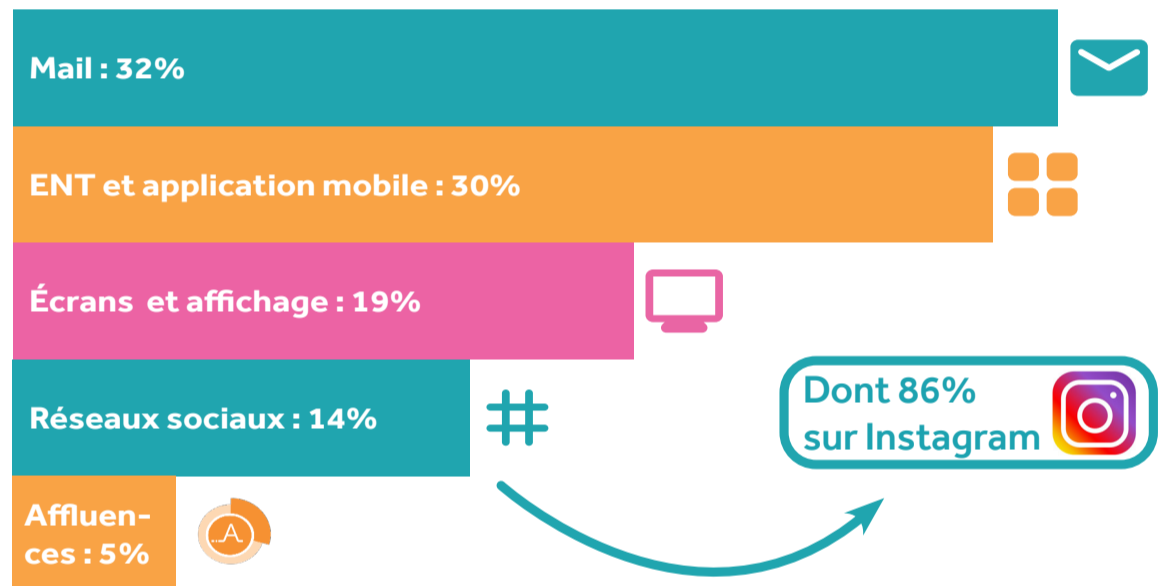 Mail : 32%
ENT et application mobile : 30%
Écrans et affichage : 19%
Réseaux sociaux : 14%
Dont 86%
sur Instagram
Affluen-
ces : 5%
A